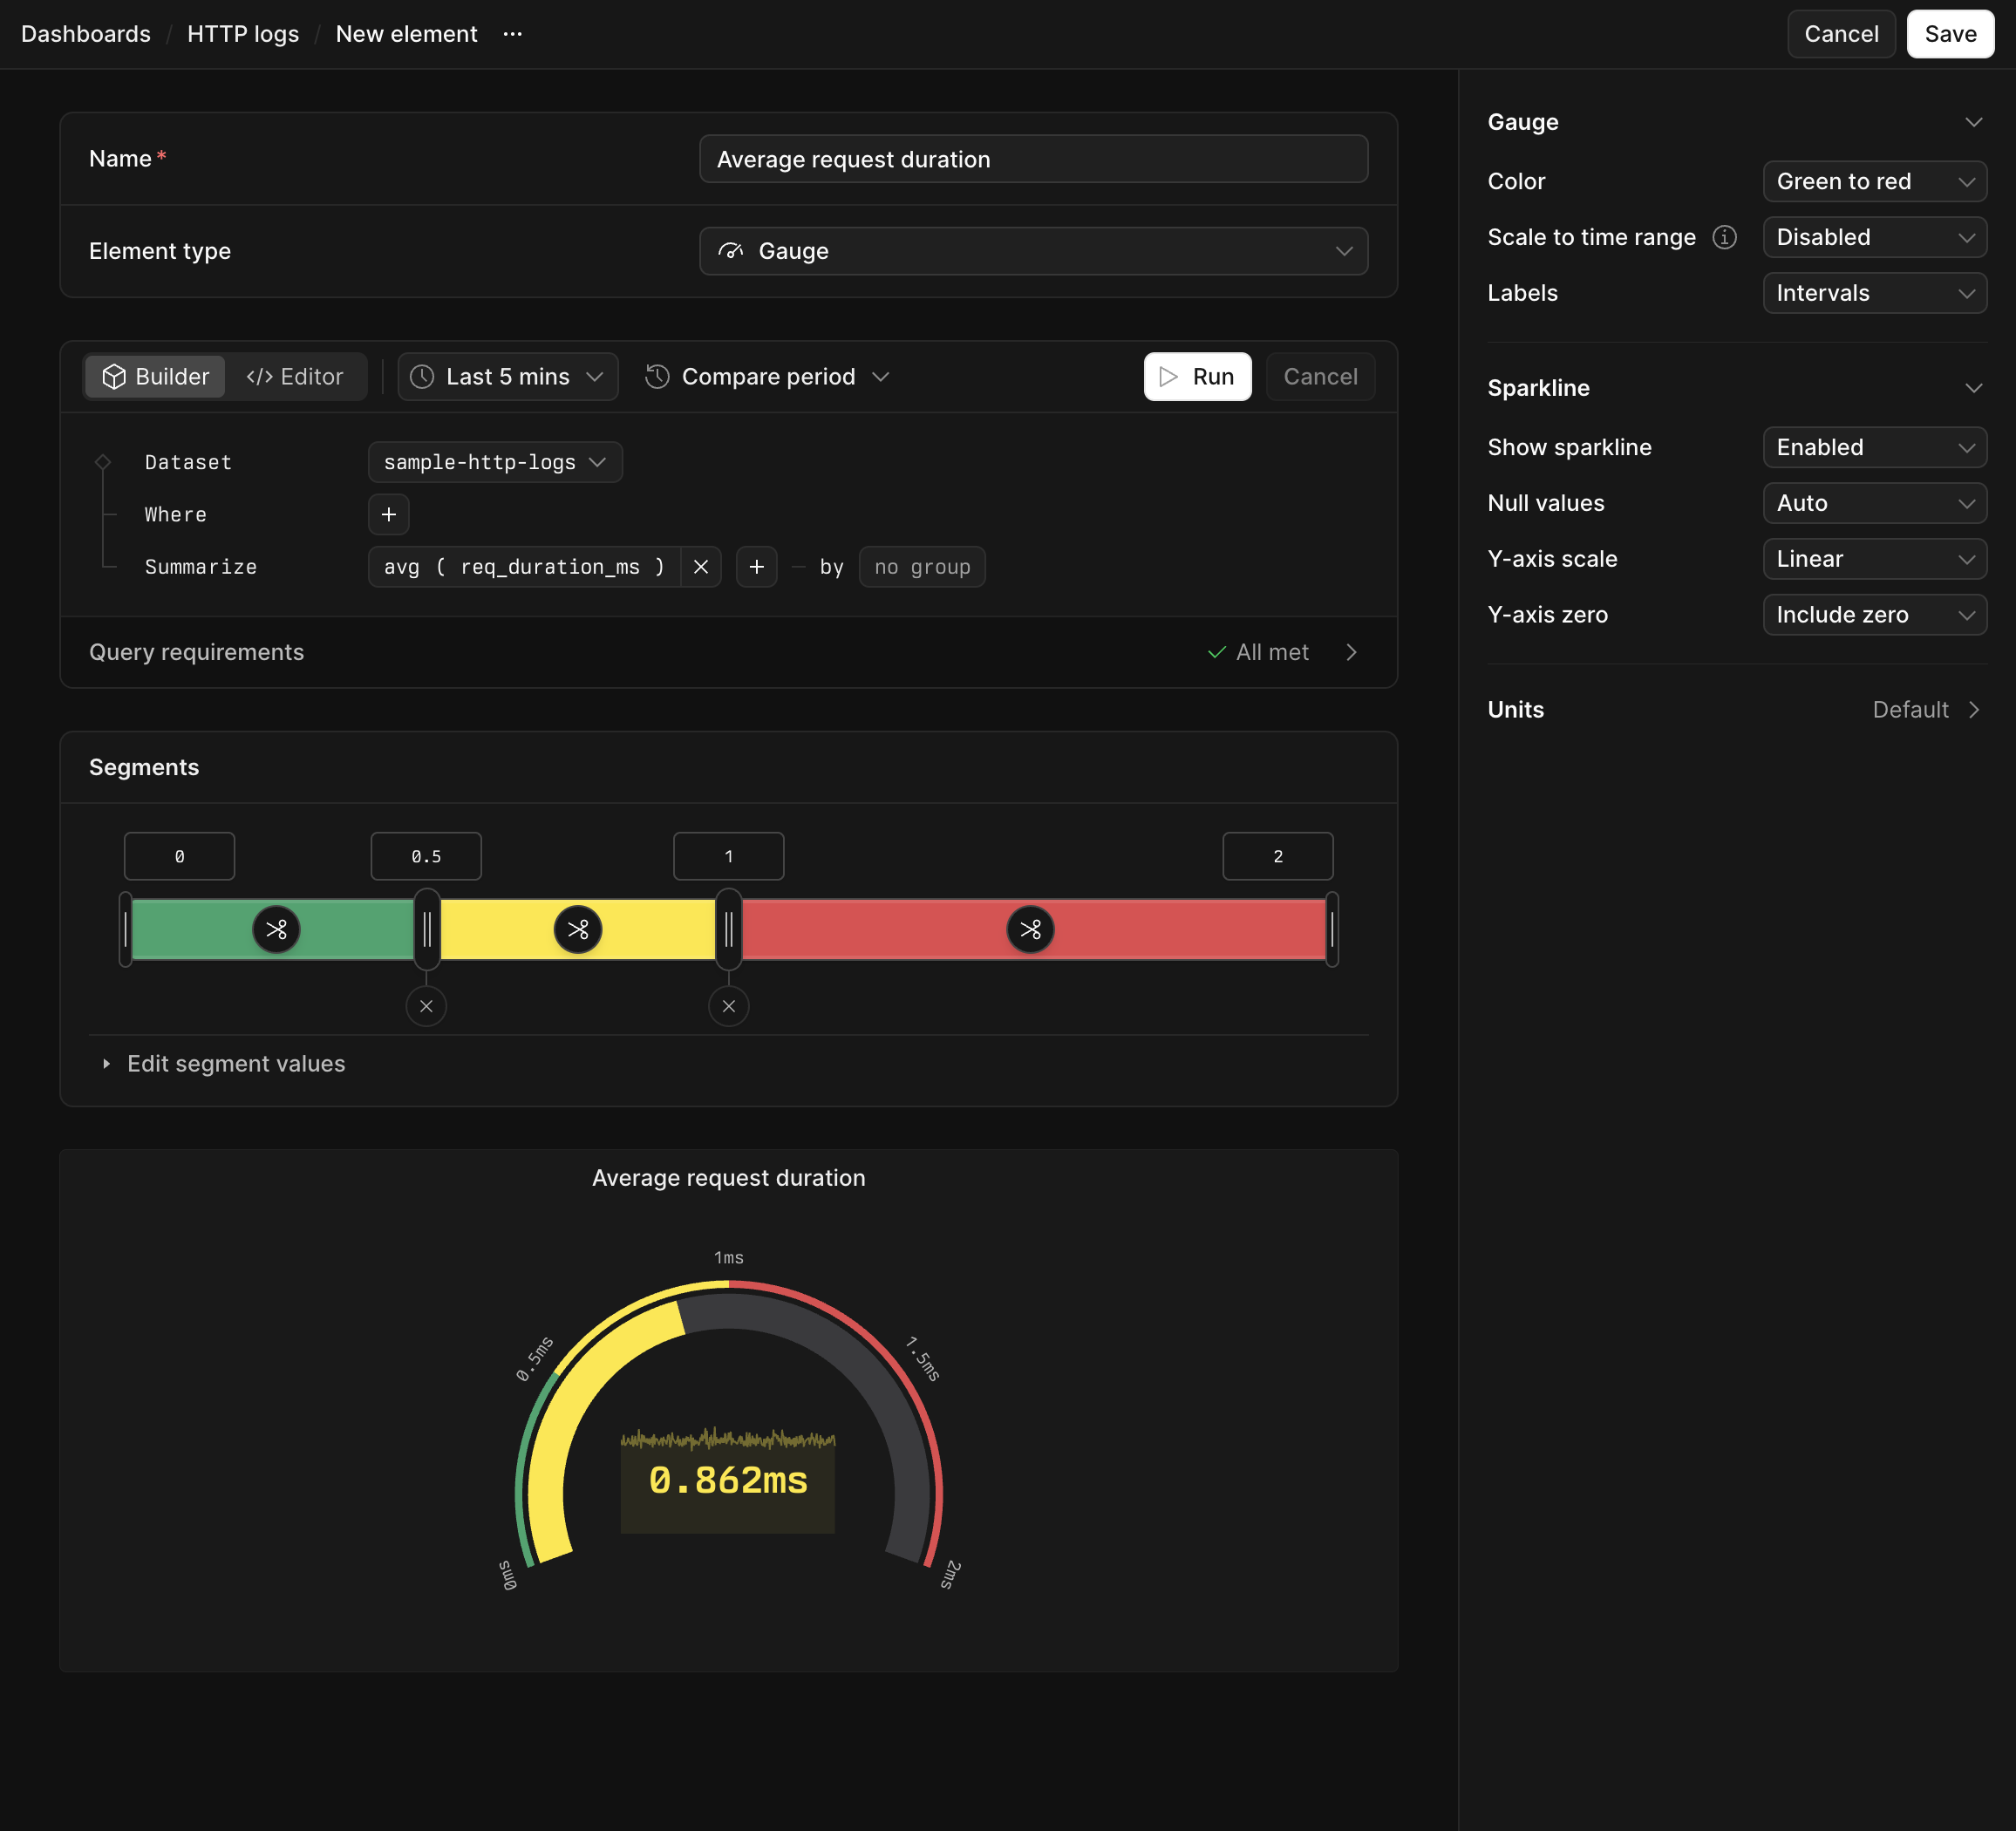 Dashboards / HTTP logs / New element ...
Cancel
Save
Name *
Average request duration
Element type
Gauge
Builder
</> Editor
Last 5 mins
Compare period
Run
Cancel
Dataset
sample-http-logs
Where
+
Summarize
avg ( req_duration_ms )
+
by
no group
Query requirements
All met
Segments
0
0.5
1
2
Edit segment values
Average request duration
0ms
0.5ms
1ms
1.5ms
2ms
0.862ms
Gauge
Color
Green to red
Scale to time range
Disabled
Labels
Intervals
Sparkline
Show sparkline
Enabled
Null values
Auto
Y-axis scale
Linear
Y-axis zero
Include zero
Units
Default